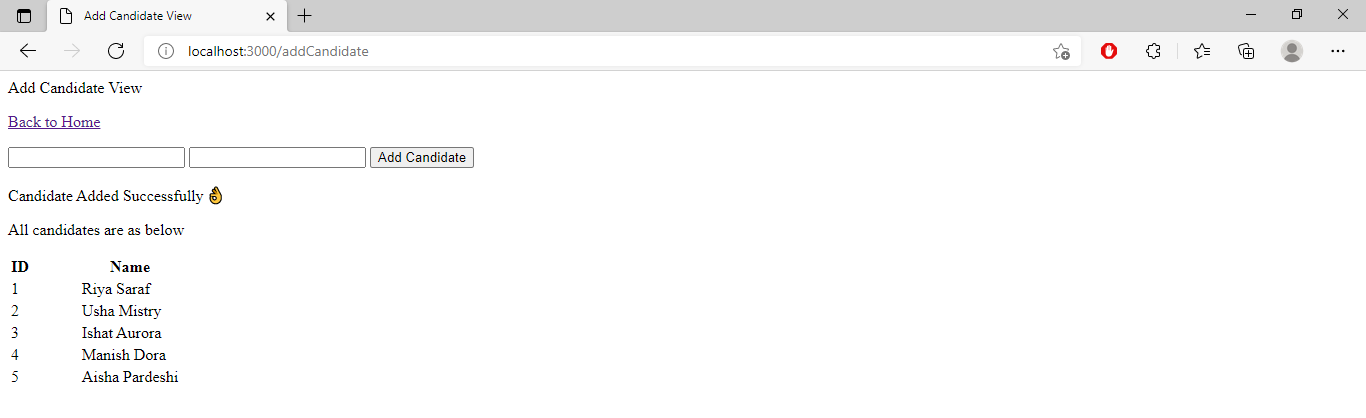 Add Candidate View
localhost:3000/addCandidate
Add Candidate View
Back to Home
Add Candidate
Candidate Added Successfully 👌
All candidates are as below
ID Name
1 Riya Saraf
2 Usha Mistry
3 Ishat Aurora
4 Manish Dora
5 Aisha Pardeshi